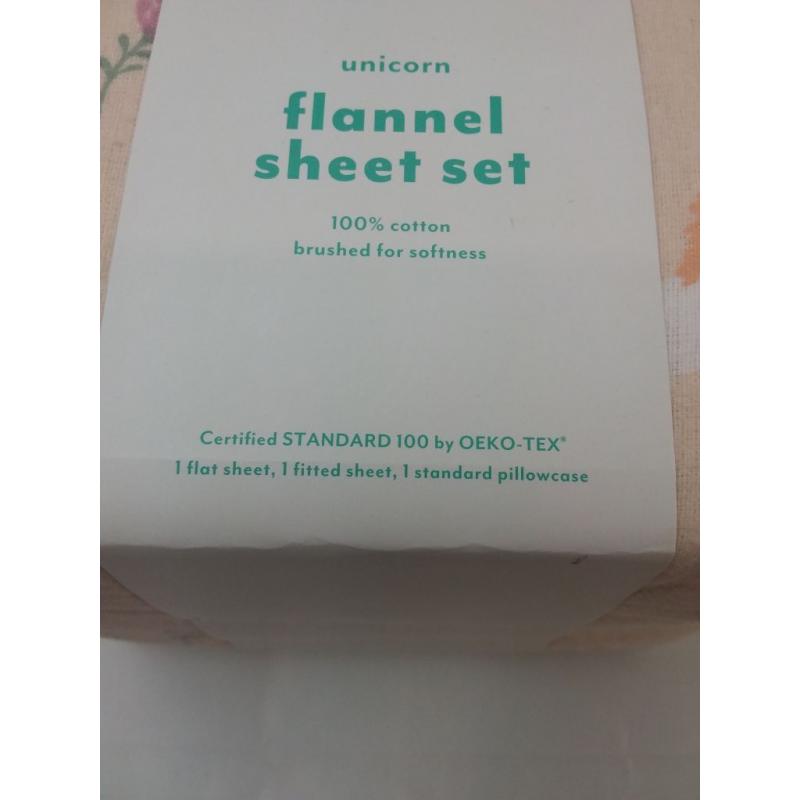 unicorn
flannel
sheet set
100% cotton
brushed for softness
Certified STANDARD 100 by OEKO-TEX®
1 flat sheet, 1 fitted sheet, 1 standard pillowcase